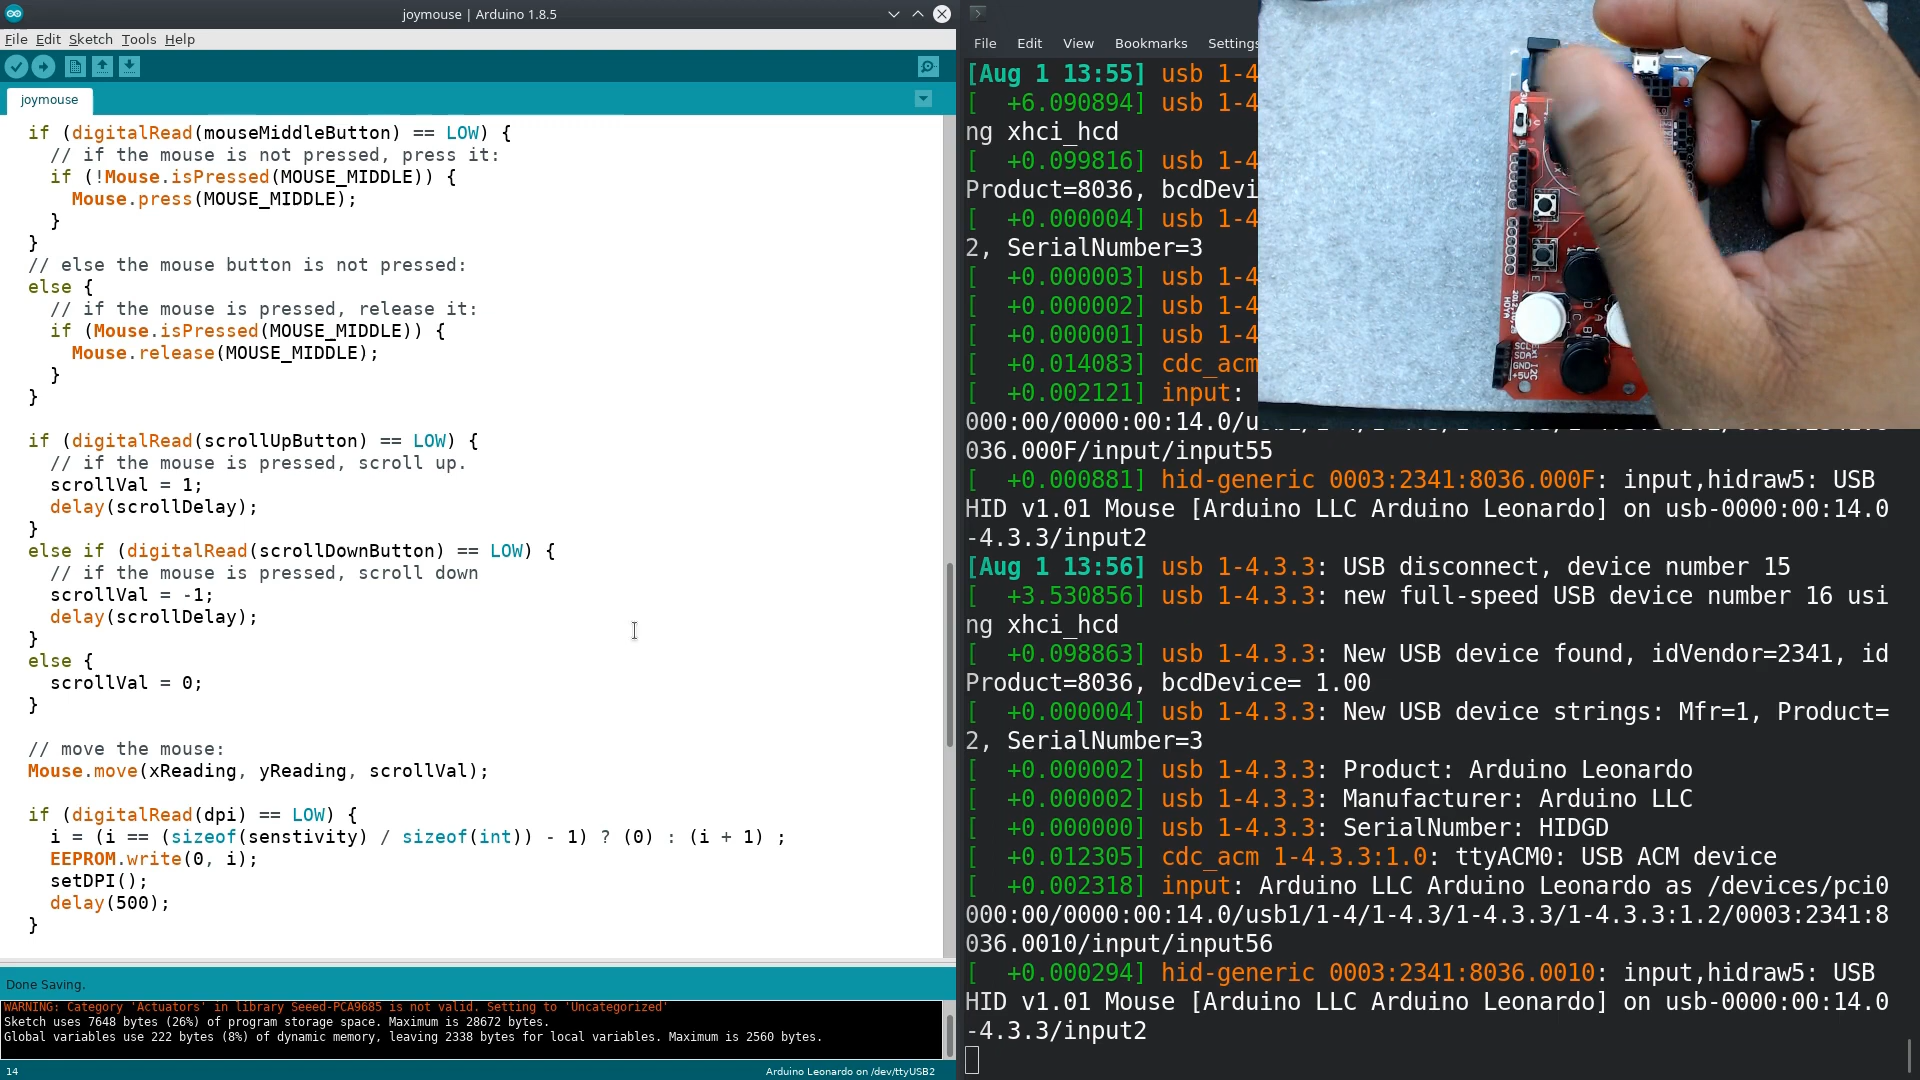 joymouse | Arduino 1.8.5
File Edit Sketch Tools Help
joymouse
if (digitalRead(mouseMiddleButton) == LOW) {
// if the mouse is not pressed, press it:
if (!Mouse.isPressed(MOUSE_MIDDLE)) {
Mouse.press(MOUSE_MIDDLE);
}
}
// else the mouse button is not pressed:
else {
// if the mouse is pressed, release it:
if (Mouse.isPressed(MOUSE_MIDDLE)) {
Mouse.release(MOUSE_MIDDLE);
}
}
if (digitalRead(scrollUpButton) == LOW) {
// if the mouse is pressed, scroll up.
scrollVal = 1;
delay(scrollDelay);
}
else if (digitalRead(scrollDownButton) == LOW) {
// if the mouse is pressed, scroll down
scrollVal = -1;
delay(scrollDelay);
}
else {
scrollVal = 0;
}
// move the mouse:
Mouse.move(xReading, yReading, scrollVal);
if (digitalRead(dpi) == LOW) {
i = (i == (sizeof(senstivity) / sizeof(int)) - 1) ? (0) : (i + 1) ;
EEPROM.write(0, i);
setDPI();
delay(500);
}
Done Saving.
WARNING: Category 'Actuators' in library Seeed-PCA9685 is not valid. Setting to 'Uncategorized'
Sketch uses 7648 bytes (26%) of program storage space. Maximum is 28672 bytes.
Global variables use 222 bytes (8%) of dynamic memory, leaving 2338 bytes for local variables. Maximum is 2560 bytes.
14
Arduino Leonardo on /dev/ttyUSB2
File Edit View Bookmarks Settings
[Aug 1 13:55] usb 1-4
[ +6.090894] usb 1-4
ng xhci_hcd
[ +0.099816] usb 1-4
Product=8036, bcdDevi
[ +0.000004] usb 1-4
2, SerialNumber=3
[ +0.000003] usb 1-4
[ +0.000002] usb 1-4
[ +0.000001] usb 1-4
[ +0.014083] cdc_acm
[ +0.002121] input:
000:00/0000:00:14.0/
036.000F/input/input55
[ +0.000881] hid-generic 0003:2341:8036.000F: input,hidraw5: USB
HID v1.01 Mouse [Arduino LLC Arduino Leonardo] on usb-0000:00:14.0
-4.3.3/input2
[Aug 1 13:56] usb 1-4.3.3: USB disconnect, device number 15
[ +3.530856] usb 1-4.3.3: new full-speed USB device number 16 usi
ng xhci_hcd
[ +0.098863] usb 1-4.3.3: New USB device found, idVendor=2341, id
Product=8036, bcdDevice= 1.00
[ +0.000004] usb 1-4.3.3: New USB device strings: Mfr=1, Product=
2, SerialNumber=3
[ +0.000002] usb 1-4.3.3: Product: Arduino Leonardo
[ +0.000002] usb 1-4.3.3: Manufacturer: Arduino LLC
[ +0.000000] usb 1-4.3.3: SerialNumber: HIDGD
[ +0.012305] cdc_acm 1-4.3.3:1.0: ttyACM0: USB ACM device
[ +0.002318] input: Arduino LLC Arduino Leonardo as /devices/pci0
000:00/0000:00:14.0/usb1/1-4/1-4.3/1-4.3.3/1-4.3.3:1.2/0003:2341:8
036.0010/input/input56
[ +0.000294] hid-generic 0003:2341:8036.0010: input,hidraw5: USB
HID v1.01 Mouse [Arduino LLC Arduino Leonardo] on usb-0000:00:14.0
-4.3.3/input2
SCL
SDA
GND
+5V
I2C